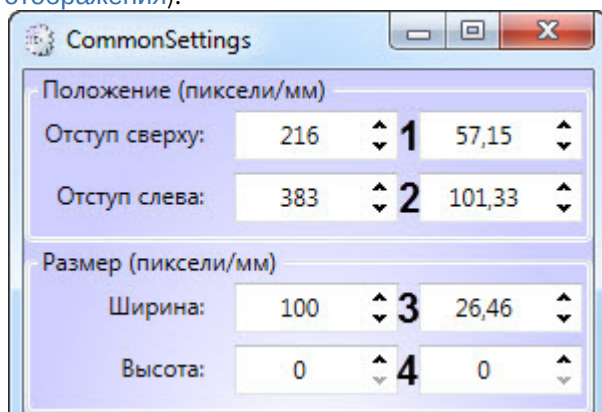 отображения).
CommonSettings
Положение (пиксели/мм)
Отступ сверху: 216 1 57,15
Отступ слева: 383 2 101,33
Размер (пиксели/мм)
Ширина: 100 3 26,46
Высота: 0 4 0